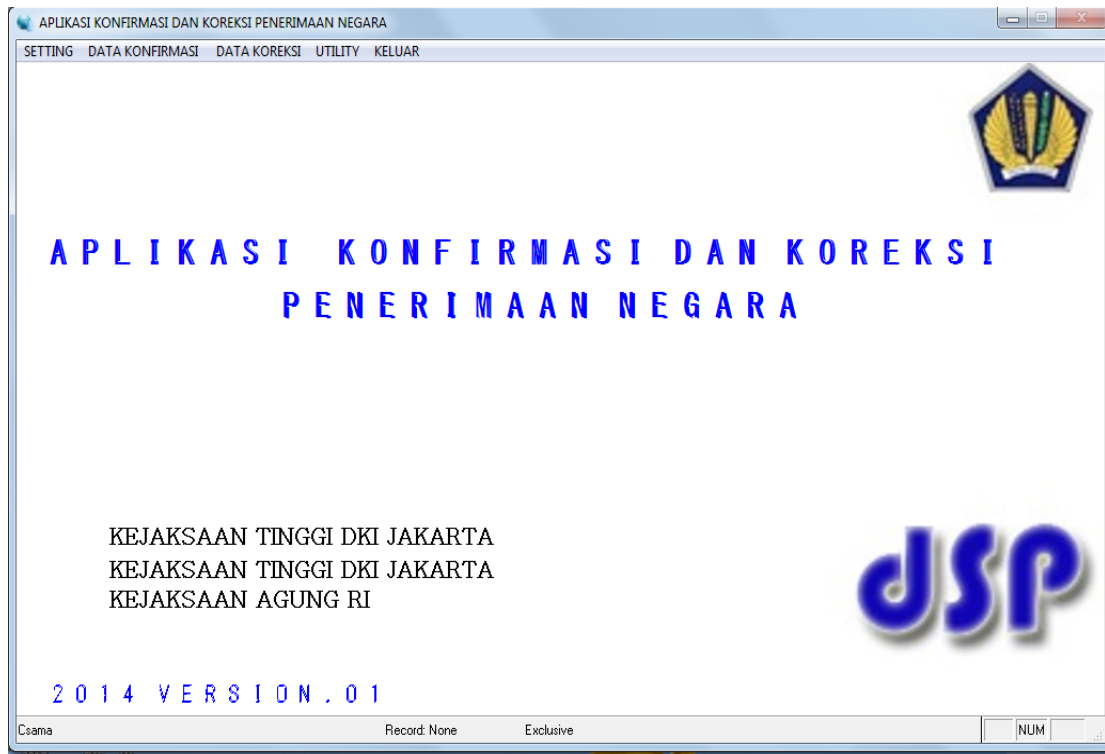 APLIKASI KONFIRMASI DAN KOREKSI PENERIMAAN NEGARA
SETTING DATA KONFIRMASI DATA KOREKSI UTILITY KELUAR
APLIKASI KONFIRMASI DAN KOREKSI
PENERIMAAN NEGARA
KEJAKSAAN TINGGI DKI JAKARTA
KEJAKSAAN TINGGI DKI JAKARTA
KEJAKSAAN AGUNG RI
dsp
2014 VERSION.01
Csama Record: None Exclusive NUM